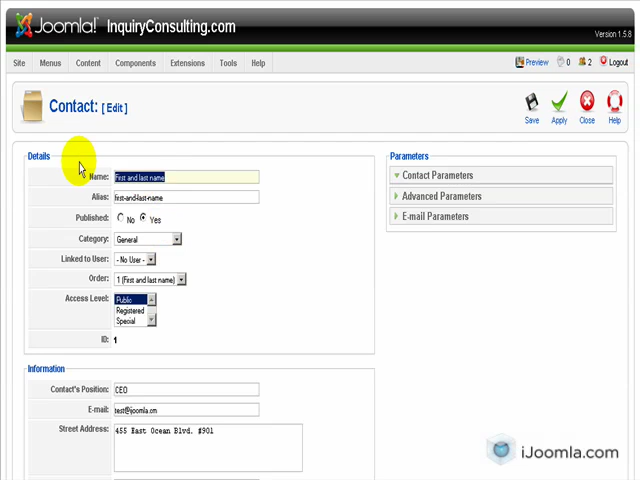 Joomla! InquiryConsulting.com
Version 1.5.8
Site Menus Content Components Extensions Tools Help Preview 0 2 Logout
Contact: [ Edit ]
Save Apply Close Help
Details
Name: First and last name
Alias: first-and-last-name
Published: No Yes
Category: General
Linked to User: - No User -
Order: 1 (First and last name)
Access Level: Public
Registered
Special
ID: 1
Parameters
Contact Parameters
Advanced Parameters
E-mail Parameters
Information
Contact's Position: CEO
E-mail: test@joomla.cm
Street Address: 455 East Ocean Blvd. #901
iJoomla.com